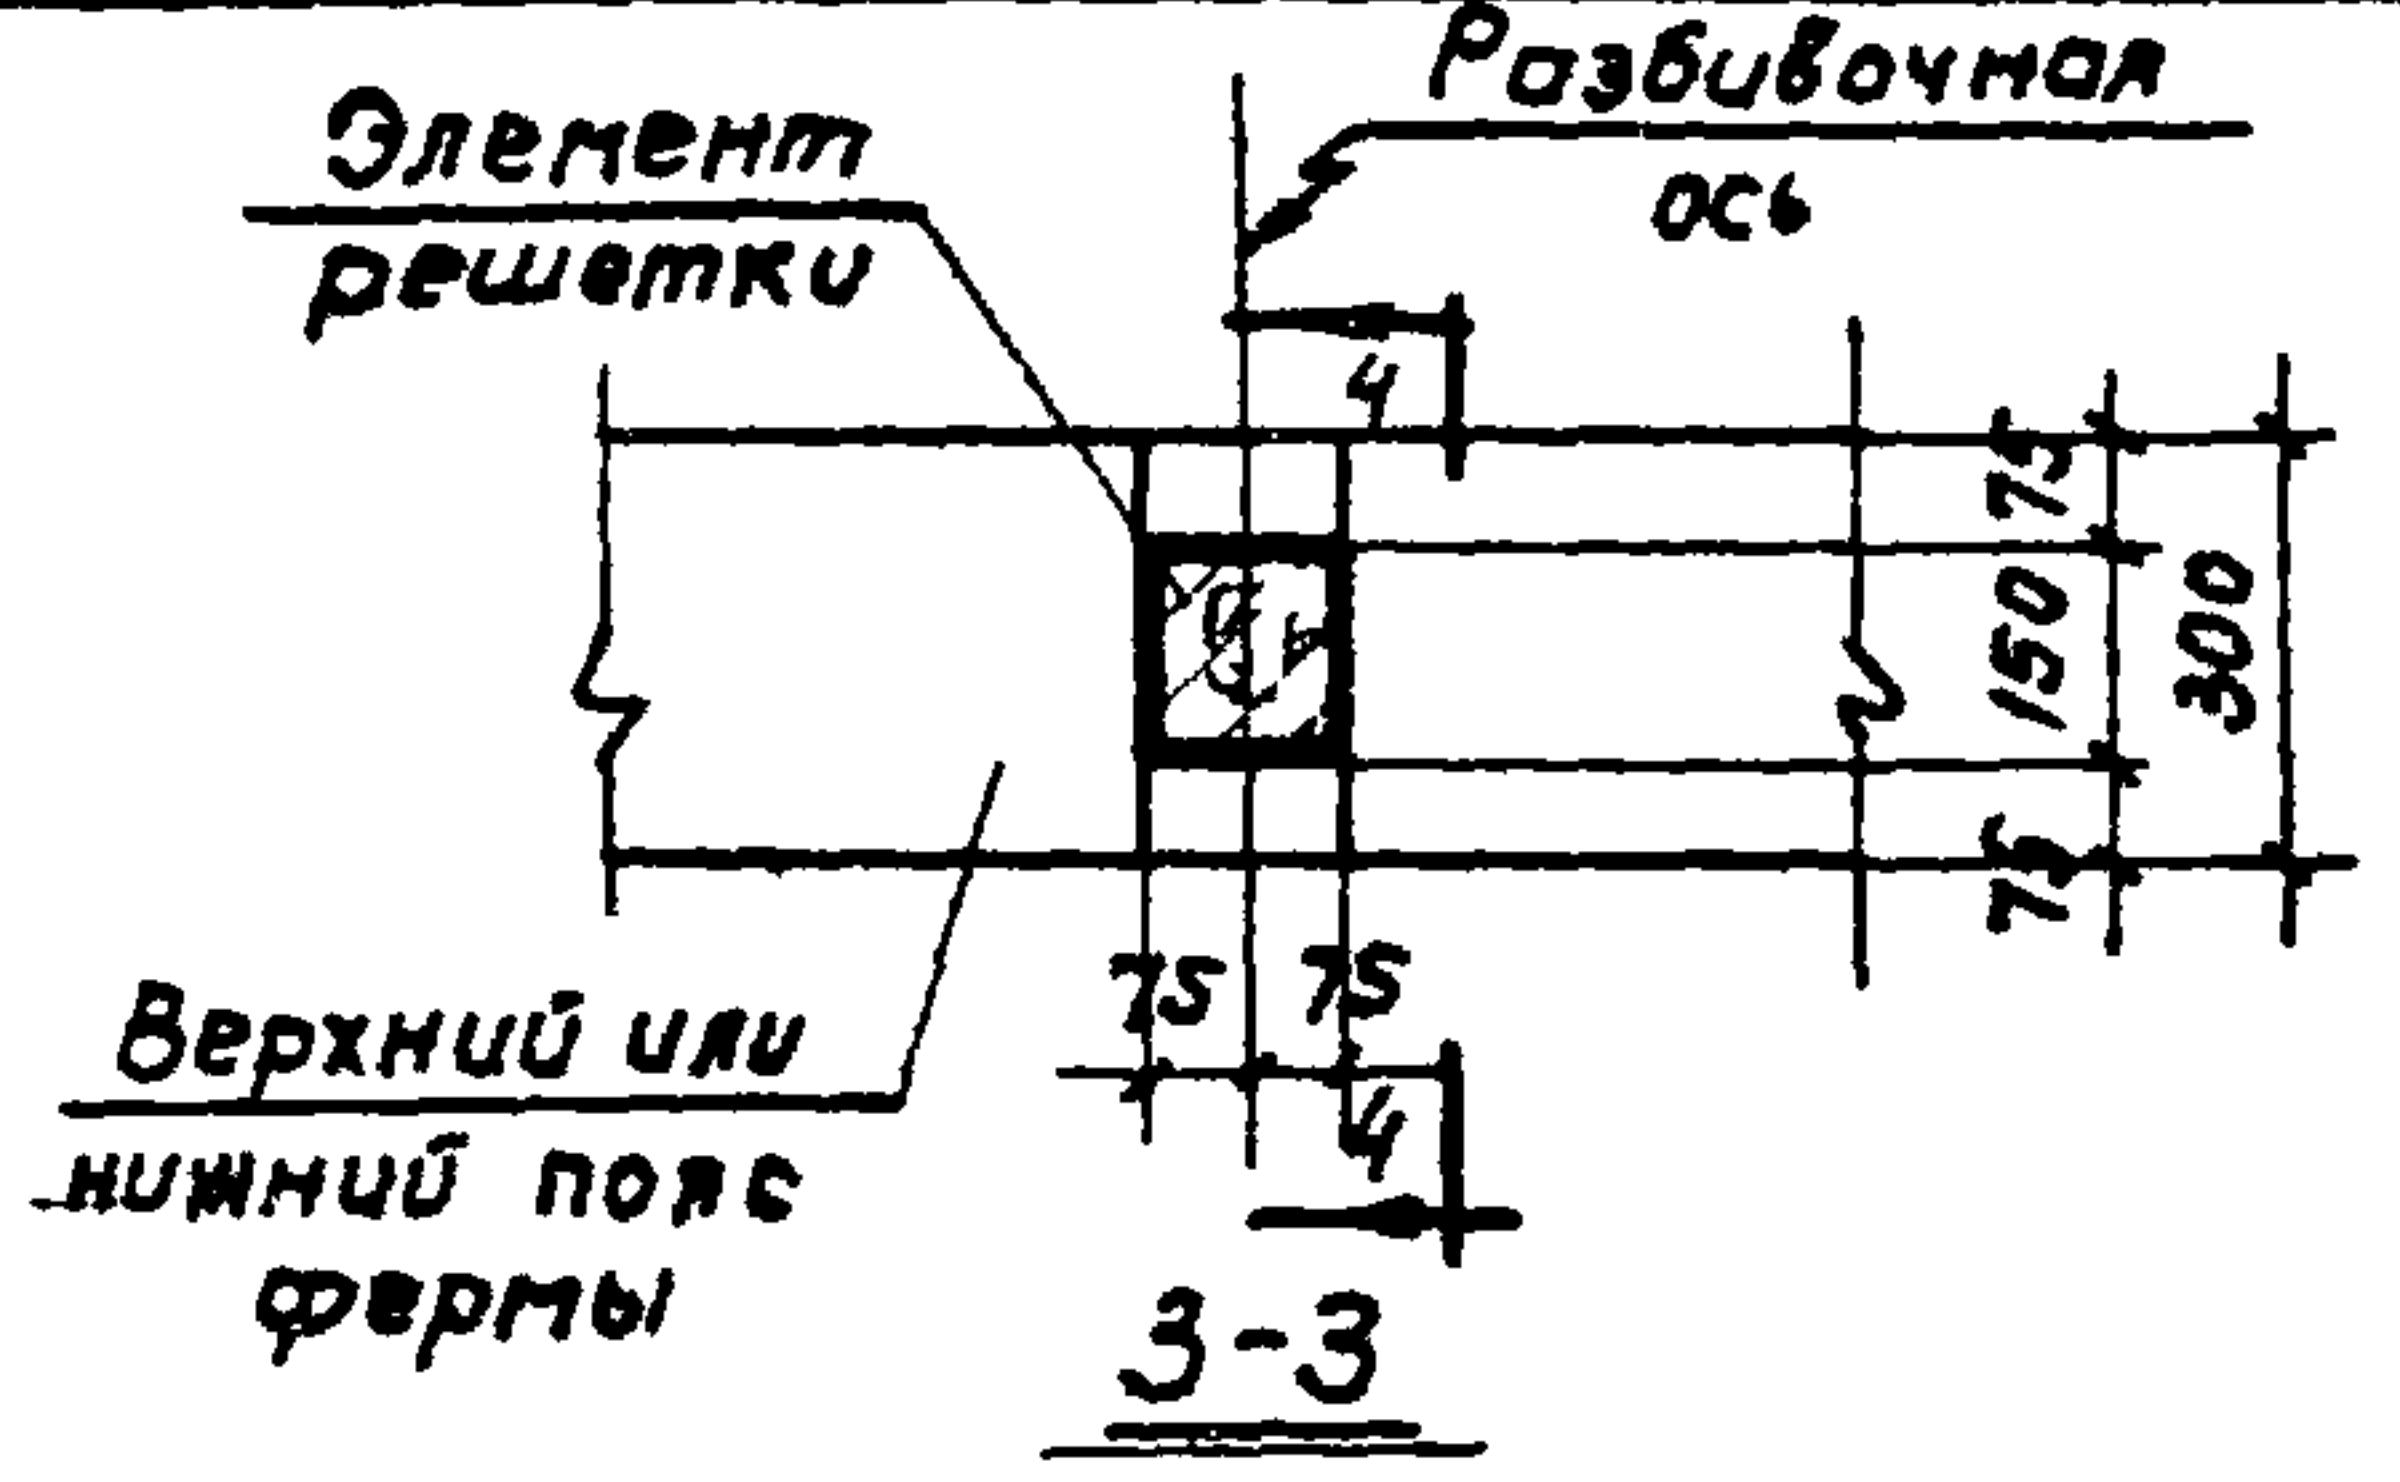 Разбивочная
ось
Элемент
решетки
4
75
150
300
75
75 75
4
Верхний или
нижний пояс
фермы
3-3